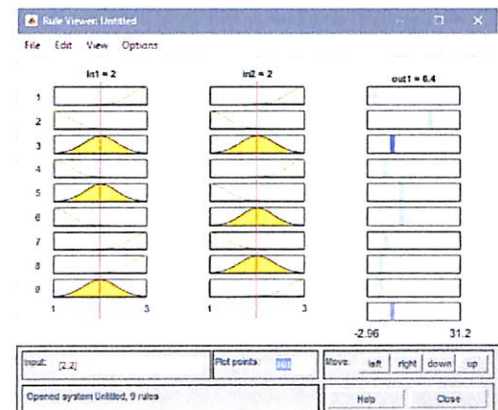 Rule Viewer: Untitled
File Edit View Options
in1 = 2
in2 = 2
out1 = 6.4
1
2
3
4
5
6
7
8
9
1 3
1 3
-2.96 31.2
Input: [2,2]
Plot points: 101
Move: left right down up
Opened system Untitled, 9 rules
Help Close